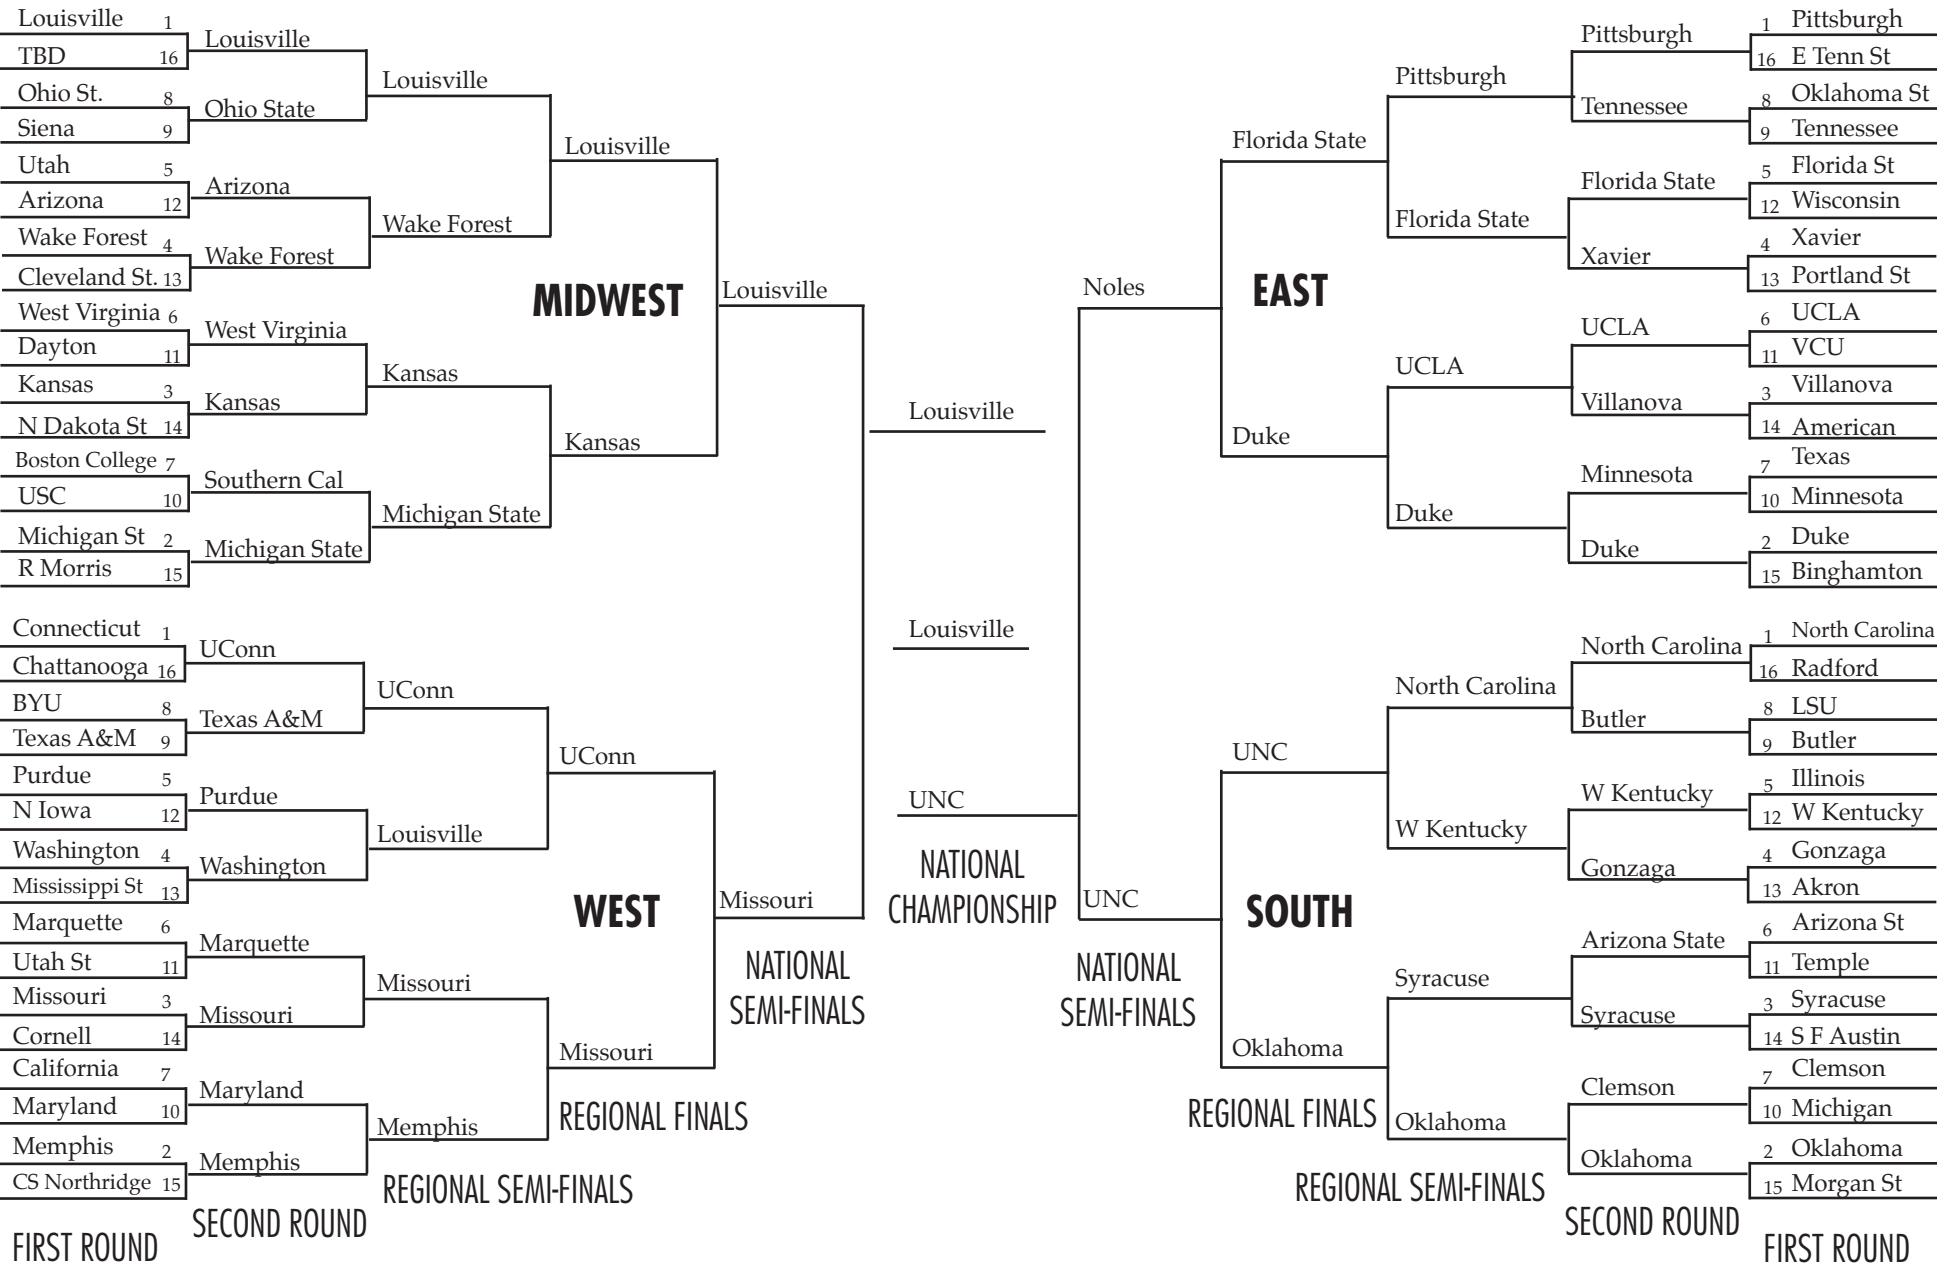 Louisville 1
TBD 16
Ohio St. 8
Siena 9
Utah 5
Arizona 12
Wake Forest 4
Cleveland St. 13
West Virginia 6
Dayton 11
Kansas 3
N Dakota St 14
Boston College 7
USC 10
Michigan St 2
R Morris 15
Louisville
Ohio State
Arizona
Wake Forest
West Virginia
Kansas
Southern Cal
Michigan State
Louisville
Wake Forest
Kansas
Michigan State
Louisville
Kansas
MIDWEST
Louisville
Connecticut 1
Chattanooga 16
BYU 8
Texas A&M 9
Purdue 5
N Iowa 12
Washington 4
Mississippi St 13
Marquette 6
Utah St 11
Missouri 3
Cornell 14
California 7
Maryland 10
Memphis 2
CS Northridge 15
UConn
Texas A&M
Purdue
Washington
Marquette
Missouri
Maryland
Memphis
UConn
Louisville
Missouri
Memphis
UConn
Missouri
WEST
Missouri
Louisville
Louisville
UNC
NATIONAL
CHAMPIONSHIP
Noles
EAST
Florida State
Duke
Pittsburgh
Florida State
UCLA
Duke
Pittsburgh
Tennessee
Florida State
Xavier
UCLA
Villanova
Minnesota
Duke
1 Pittsburgh
16 E Tenn St
8 Oklahoma St
9 Tennessee
5 Florida St
12 Wisconsin
4 Xavier
13 Portland St
6 UCLA
11 VCU
3 Villanova
14 American
7 Texas
10 Minnesota
2 Duke
15 Binghamton
UNC
SOUTH
UNC
Oklahoma
North Carolina
W Kentucky
Syracuse
Oklahoma
North Carolina
Butler
W Kentucky
Gonzaga
Arizona State
Syracuse
Clemson
Oklahoma
1 North Carolina
16 Radford
8 LSU
9 Butler
5 Illinois
12 W Kentucky
4 Gonzaga
13 Akron
6 Arizona St
11 Temple
3 Syracuse
14 S F Austin
7 Clemson
10 Michigan
2 Oklahoma
15 Morgan St
FIRST ROUND
SECOND ROUND
REGIONAL SEMI-FINALS
REGIONAL FINALS
NATIONAL
SEMI-FINALS
NATIONAL
SEMI-FINALS
REGIONAL FINALS
REGIONAL SEMI-FINALS
SECOND ROUND
FIRST ROUND